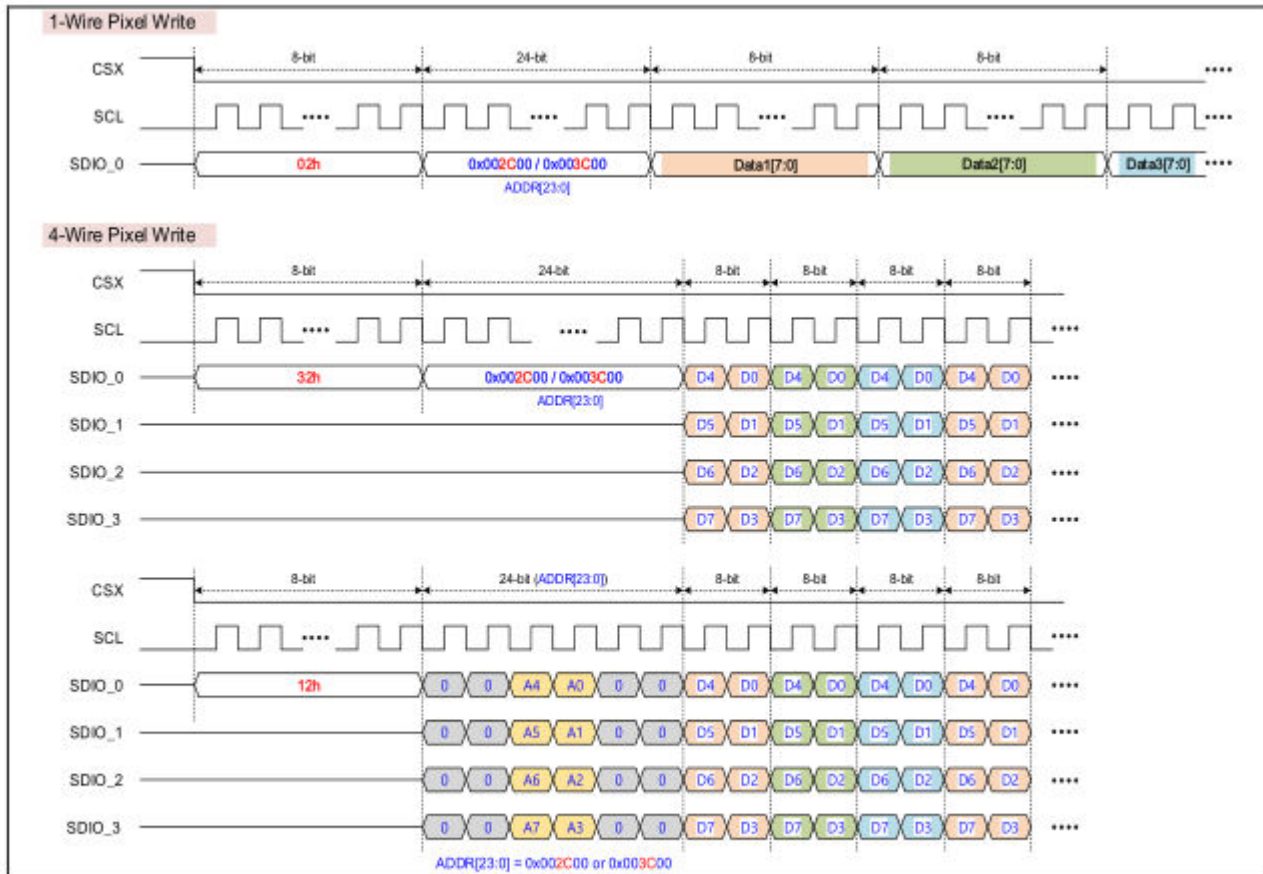 1-Wire Pixel Write
8-bit 24-bit 8-bit 8-bit
CSX ••••
SCL •••• •••• •••• •••• ••••
SDIO_0 02h 0x002C00 / 0x003C00 Data1[7:0] Data2[7:0] Data3[7:0] ••••
ADDR[23:0]
4-Wire Pixel Write
8-bit 24-bit 8-bit 8-bit 8-bit 8-bit
CSX
SCL •••• •••• ••••
SDIO_0 32h 0x002C00 / 0x003C00 D4 D0 D4 D0 D4 D0 D4 D0 ••••
ADDR[23:0]
SDIO_1 D5 D1 D5 D1 D5 D1 D5 D1 ••••
SDIO_2 D6 D2 D6 D2 D6 D2 D6 D2 ••••
SDIO_3 D7 D3 D7 D3 D7 D3 D7 D3 ••••
8-bit 24-bit (ADDR[23:0]) 8-bit 8-bit 8-bit 8-bit
CSX
SCL •••• ••••
SDIO_0 12h 0 0 A4 A0 0 0 D4 D0 D4 D0 D4 D0 D4 D0 ••••
SDIO_1 0 0 A5 A1 0 0 D5 D1 D5 D1 D5 D1 D5 D1 ••••
SDIO_2 0 0 A6 A2 0 0 D6 D2 D6 D2 D6 D2 D6 D2 ••••
SDIO_3 0 0 A7 A3 0 0 D7 D3 D7 D3 D7 D3 D7 D3 ••••
ADDR[23:0] = 0x002C00 or 0x003C00